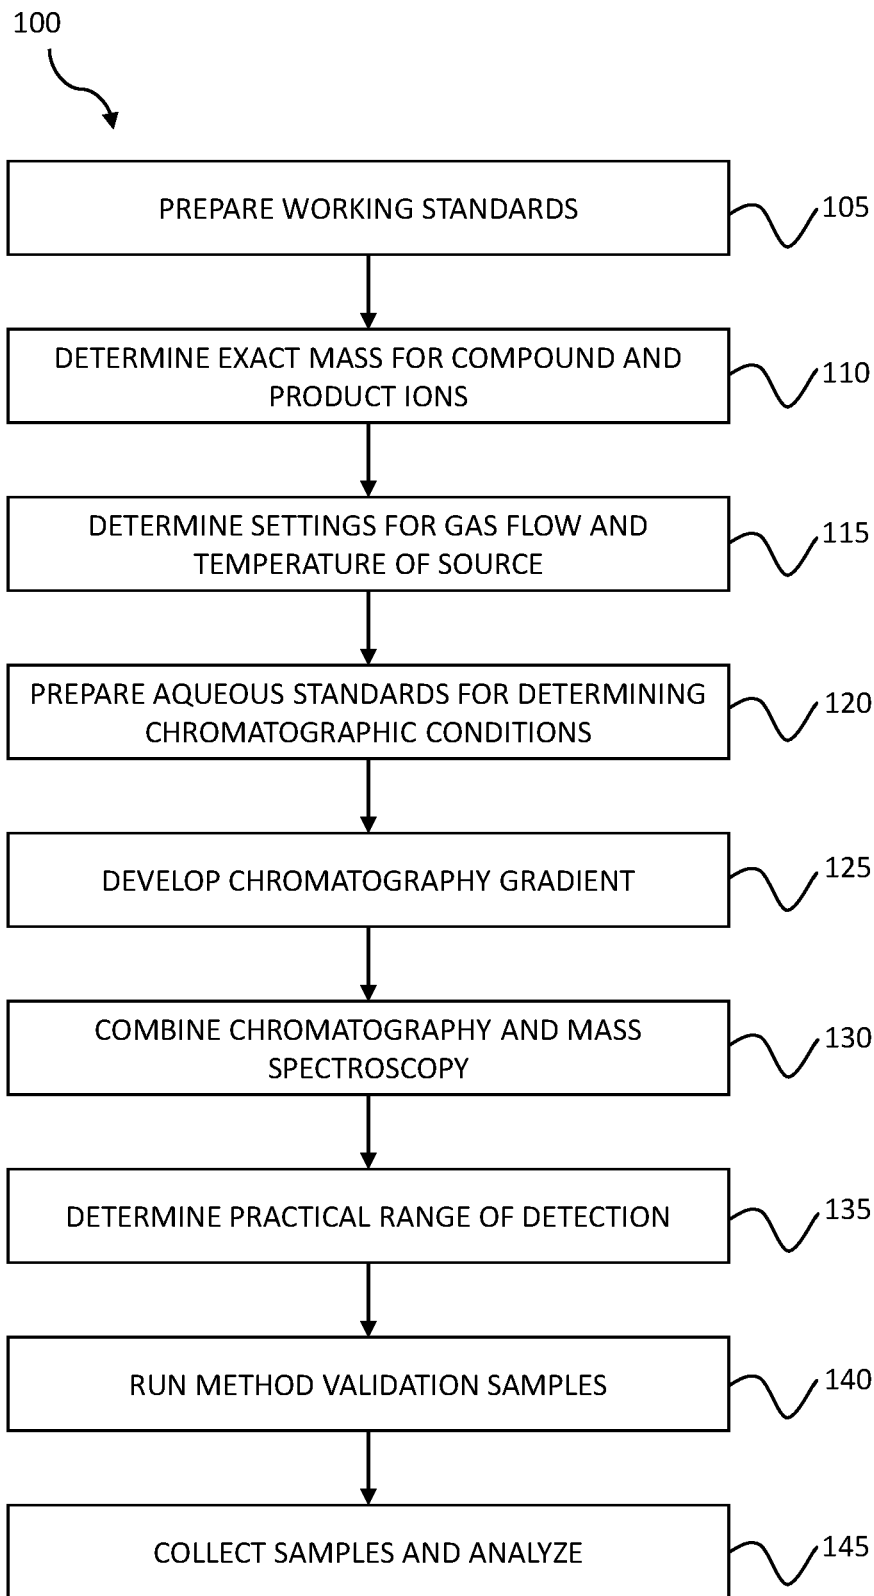 100
PREPARE WORKING STANDARDS
105
DETERMINE EXACT MASS FOR COMPOUND AND
PRODUCT IONS
110
DETERMINE SETTINGS FOR GAS FLOW AND
TEMPERATURE OF SOURCE
115
PREPARE AQUEOUS STANDARDS FOR DETERMINING
CHROMATOGRAPHIC CONDITIONS
120
DEVELOP CHROMATOGRAPHY GRADIENT
125
COMBINE CHROMATOGRAPHY AND MASS
SPECTROSCOPY
130
DETERMINE PRACTICAL RANGE OF DETECTION
135
RUN METHOD VALIDATION SAMPLES
140
COLLECT SAMPLES AND ANALYZE
145